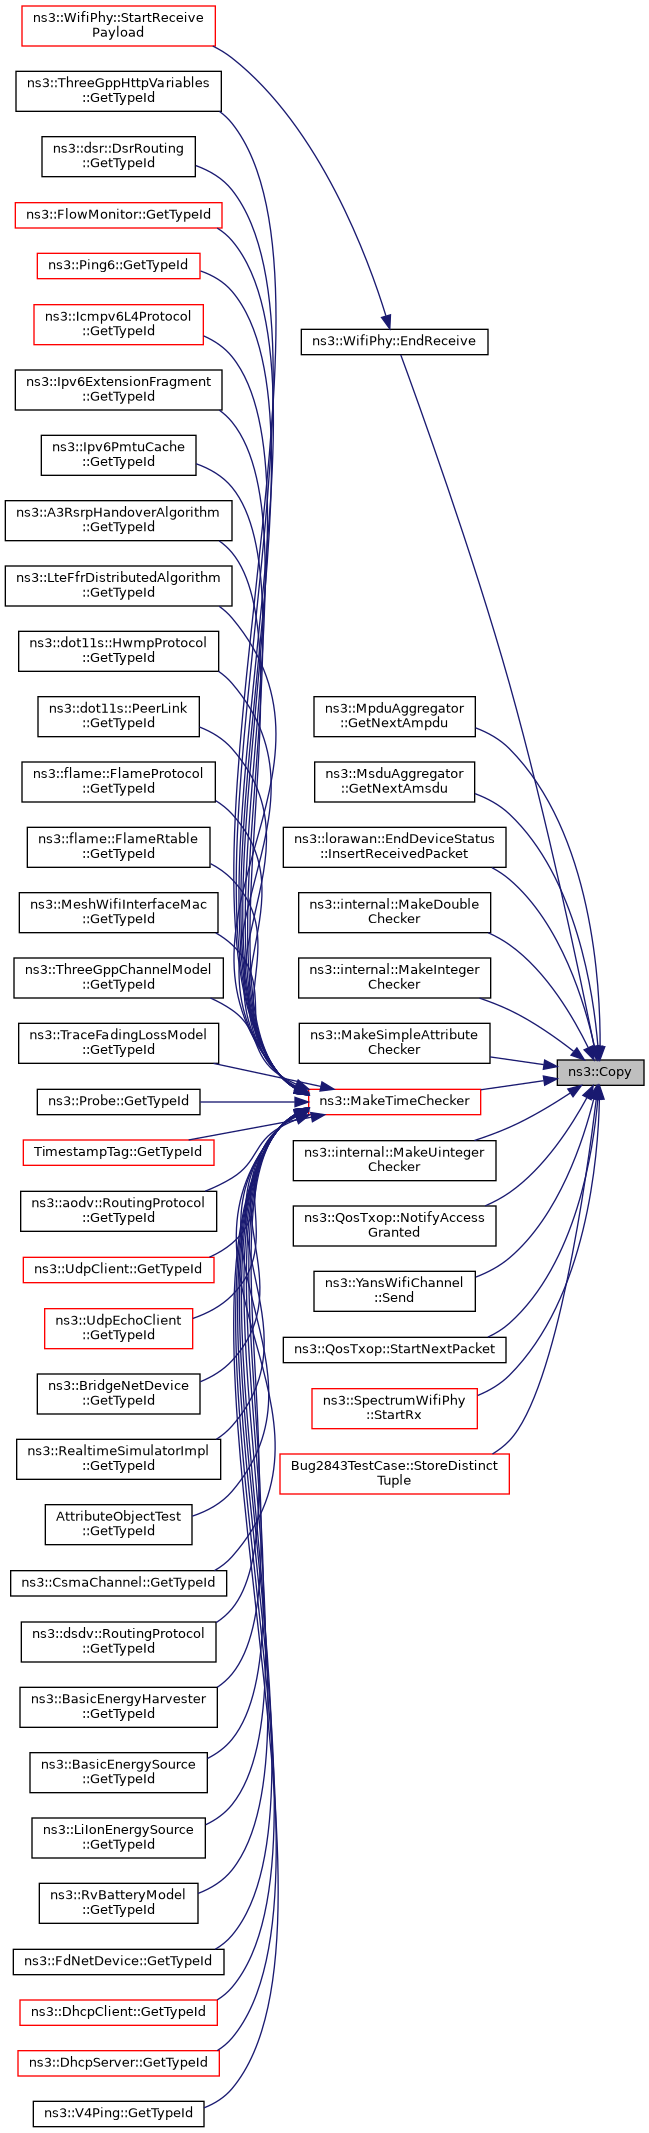 ns3::WifiPhy::StartReceive
Payload
ns3::ThreeGppHttpVariables
::GetTypeId
ns3::dsr::DsrRouting
::GetTypeId
ns3::FlowMonitor::GetTypeId
ns3::Ping6::GetTypeId
ns3::Icmpv6L4Protocol
::GetTypeId
ns3::Ipv6ExtensionFragment
::GetTypeId
ns3::Ipv6PmtuCache
::GetTypeId
ns3::A3RsrpHandoverAlgorithm
::GetTypeId
ns3::LteFfrDistributedAlgorithm
::GetTypeId
ns3::dot11s::HwmpProtocol
::GetTypeId
ns3::dot11s::PeerLink
::GetTypeId
ns3::flame::FlameProtocol
::GetTypeId
ns3::flame::FlameRtable
::GetTypeId
ns3::MeshWifiInterfaceMac
::GetTypeId
ns3::ThreeGppChannelModel
::GetTypeId
ns3::TraceFadingLossModel
::GetTypeId
ns3::Probe::GetTypeId
TimestampTag::GetTypeId
ns3::aodv::RoutingProtocol
::GetTypeId
ns3::UdpClient::GetTypeId
ns3::UdpEchoClient
::GetTypeId
ns3::BridgeNetDevice
::GetTypeId
ns3::RealtimeSimulatorImpl
::GetTypeId
AttributeObjectTest
::GetTypeId
ns3::CsmaChannel::GetTypeId
ns3::dsdv::RoutingProtocol
::GetTypeId
ns3::BasicEnergyHarvester
::GetTypeId
ns3::BasicEnergySource
::GetTypeId
ns3::LiIonEnergySource
::GetTypeId
ns3::RvBatteryModel
::GetTypeId
ns3::FdNetDevice::GetTypeId
ns3::DhcpClient::GetTypeId
ns3::DhcpServer::GetTypeId
ns3::V4Ping::GetTypeId
ns3::WifiPhy::EndReceive
ns3::MpduAggregator
::GetNextAmpdu
ns3::MsduAggregator
::GetNextAmsdu
ns3::lorawan::EndDeviceStatus
::InsertReceivedPacket
ns3::internal::MakeDouble
Checker
ns3::internal::MakeInteger
Checker
ns3::MakeSimpleAttribute
Checker
ns3::MakeTimeChecker
ns3::internal::MakeUinteger
Checker
ns3::QosTxop::NotifyAccess
Granted
ns3::YansWifiChannel
::Send
ns3::QosTxop::StartNextPacket
ns3::SpectrumWifiPhy
::StartRx
Bug2843TestCase::StoreDistinct
Tuple
ns3::Copy